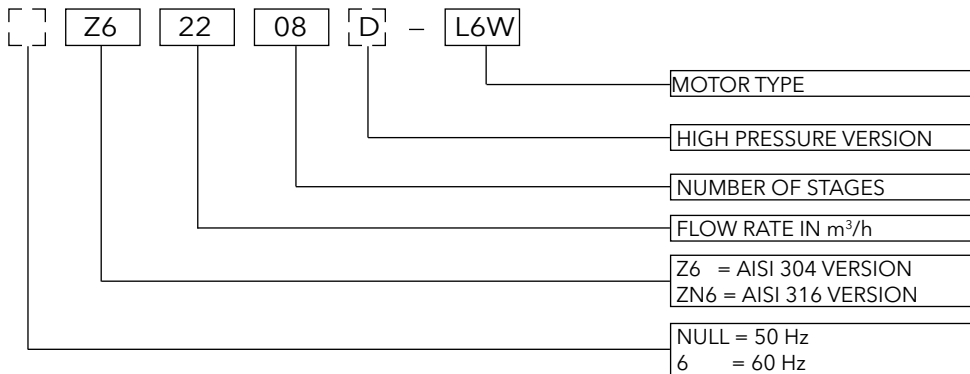 Z6 22 08 D – L6W
MOTOR TYPE
HIGH PRESSURE VERSION
NUMBER OF STAGES
FLOW RATE IN m³/h
Z6 = AISI 304 VERSION
ZN6 = AISI 316 VERSION
NULL = 50 Hz
6 = 60 Hz